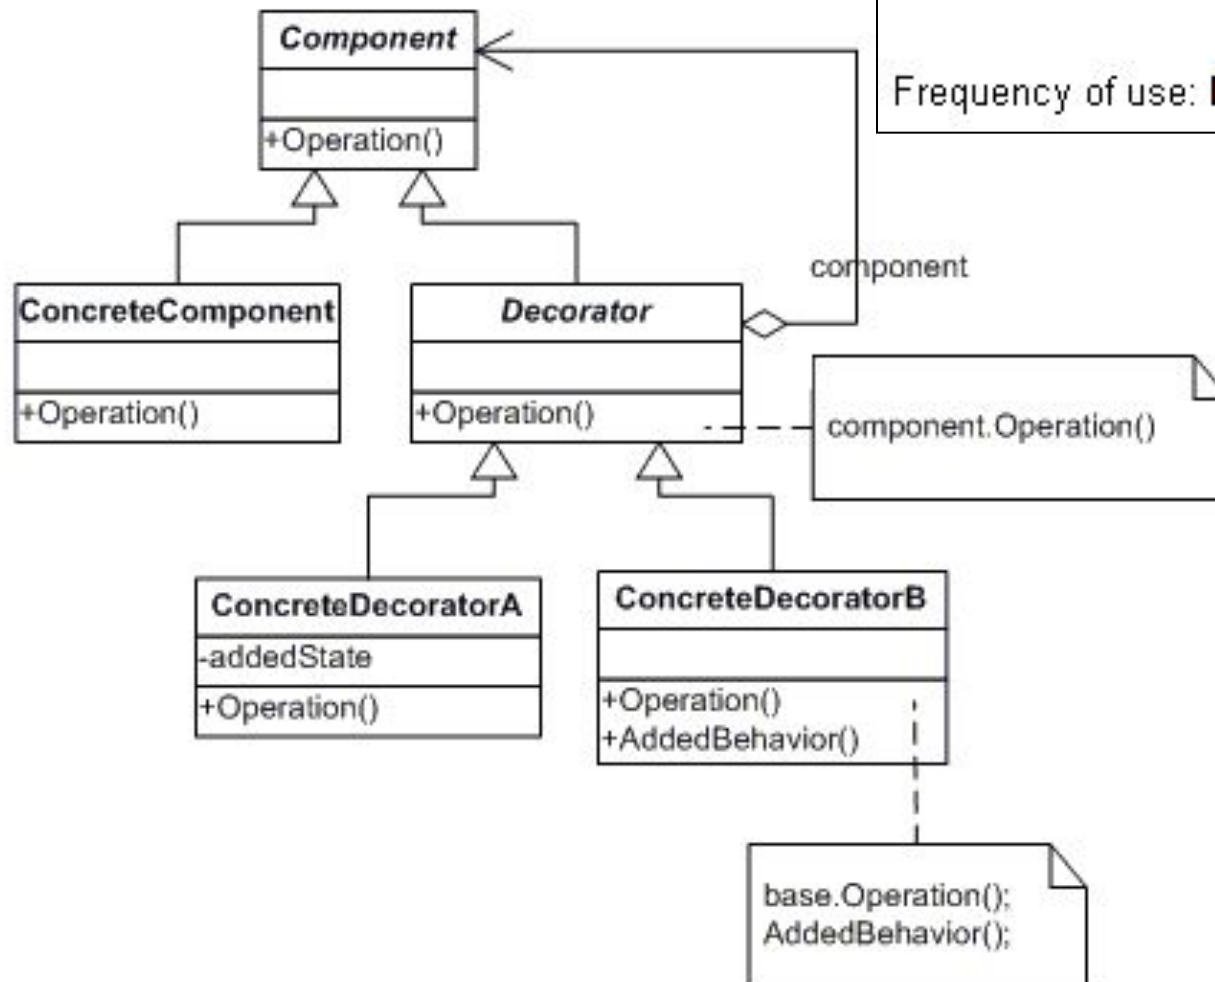 Component
+Operation()
Frequency of use:
component
ConcreteComponent
+Operation()
Decorator
+Operation()
component.Operation()
ConcreteDecoratorA
-addedState
+Operation()
ConcreteDecoratorB
+Operation()
+AddedBehavior()
base.Operation();
AddedBehavior();